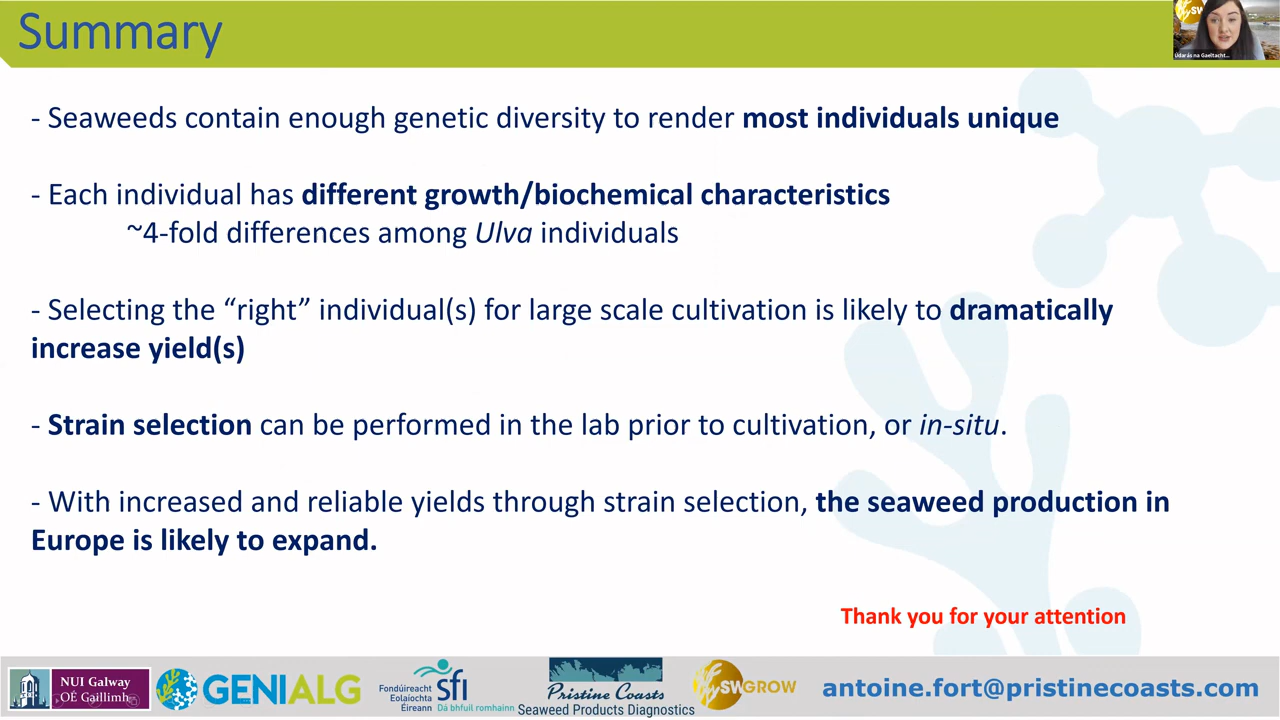 Summary
SW
Údarás na Gaeltacht...
- Seaweeds contain enough genetic diversity to render most individuals unique
- Each individual has different growth/biochemical characteristics
~4-fold differences among Ulva individuals
- Selecting the “right” individual(s) for large scale cultivation is likely to dramatically
increase yield(s)
- Strain selection can be performed in the lab prior to cultivation, or in-situ.
- With increased and reliable yields through strain selection, the seaweed production in
Europe is likely to expand.
Thank you for your attention
NUI Galway
OÉ Gaillimh
GENIALG
Fondúireacht
Eolaíochta
Éireann
sfi
Dá bhfuil romhainn
Pristine Coasts
Seaweed Products Diagnostics
mySWGROW
antoine.fort@pristinecoasts.com